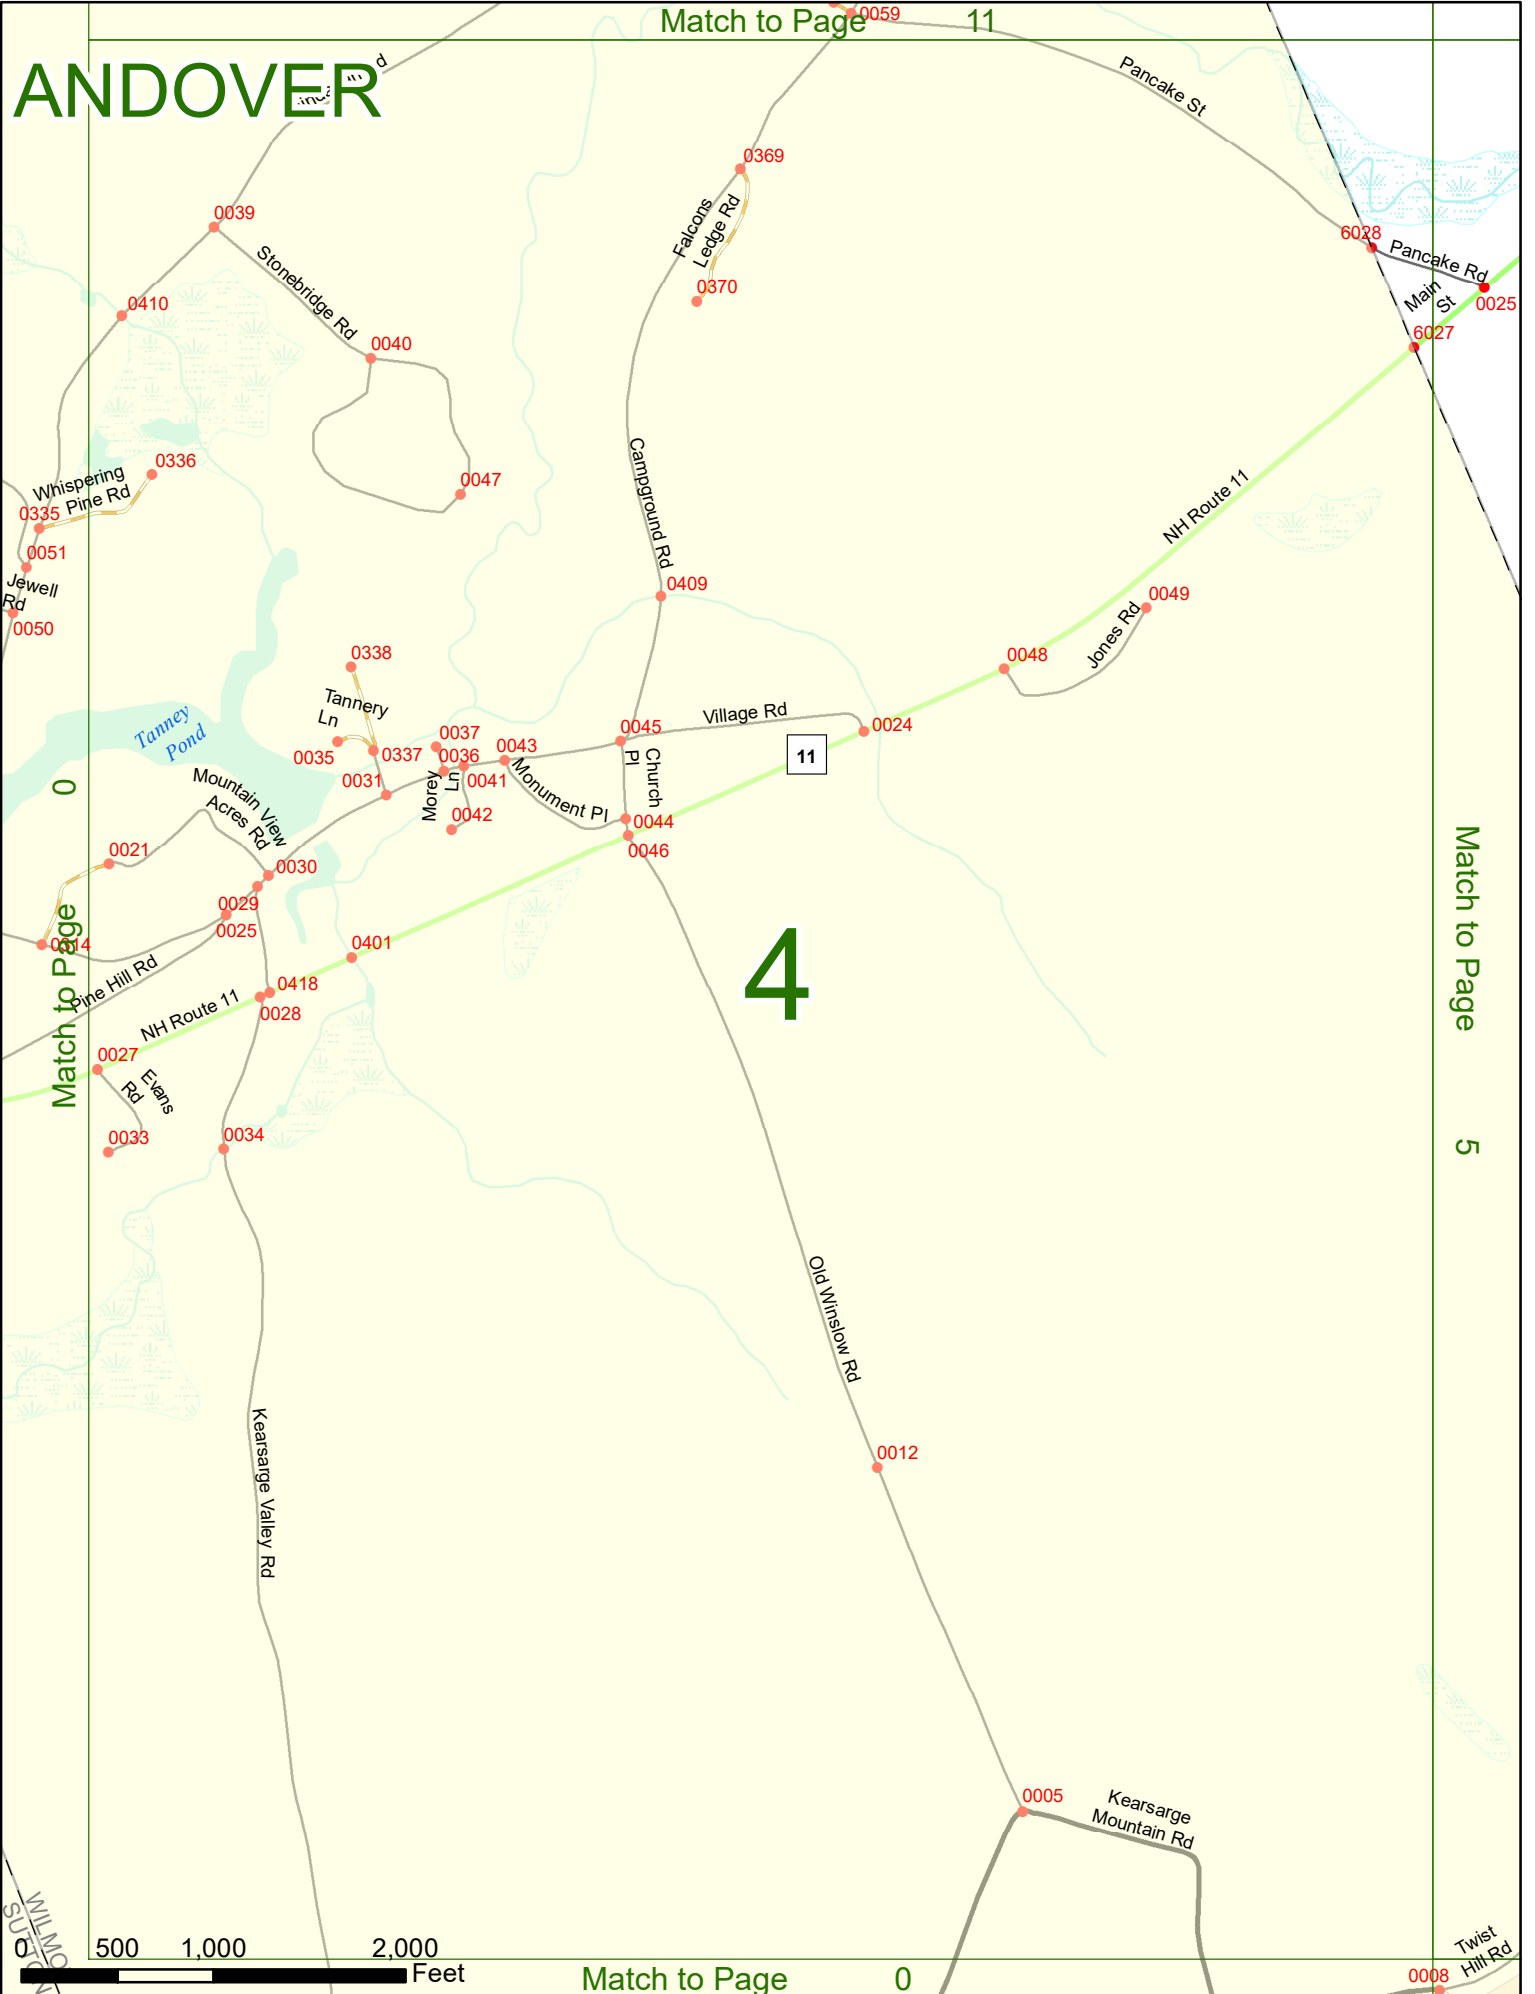 Match to Page 11
0059
ANDOVER
Pancake St
0369
0039
Falcons
Ledge Rd
6028
Pancake Rd
Stonebridge Rd
0370
0410
Main
St
0025
6027
0040
Whispering
Pine Rd
0336
0047
Campground Rd
NH Route 11
0335
0051
Jewell
Rd
0050
0409
0049
Jones Rd
0338
0048
Tannery
Ln
Tanney
Pond
0035
0337
0037
0036
0043
0045
Village Rd
0024
11
0031
Morey
Ln
0041
Monument Pl
Church
Pl
Mountain View
Acres Rd
0042
0044
0046
0021
0030
0029
0025
Match to Page 0
Match to Page 5
0401
4
Pine Hill Rd
0418
0028
NH Route 11
0027
Evans
Rd
0033
0034
Old Winslow Rd
Kearsarge Valley Rd
0012
0005
Kearsarge
Mountain Rd
Twist
Hill Rd
0008
SUTTON
0 500 1,000 2,000
Feet
Match to Page 0